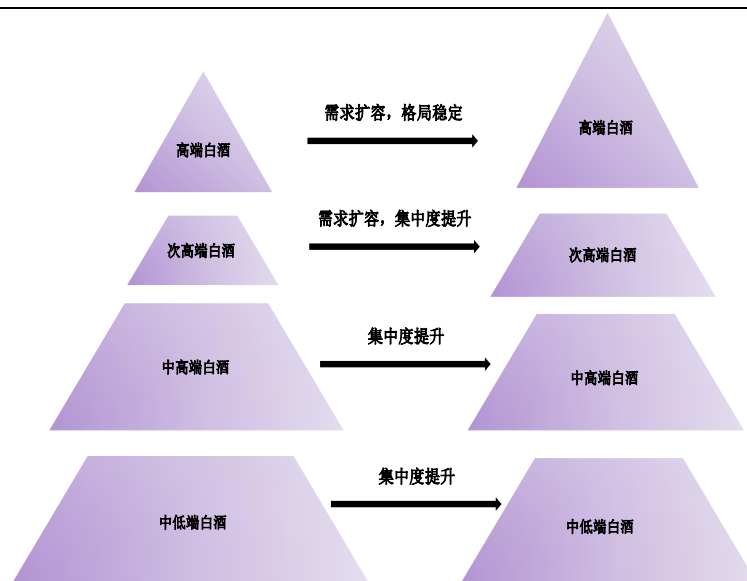 高端白酒
需求扩容，格局稳定
高端白酒
次高端白酒
需求扩容，集中度提升
次高端白酒
中高端白酒
集中度提升
中高端白酒
中低端白酒
集中度提升
中低端白酒